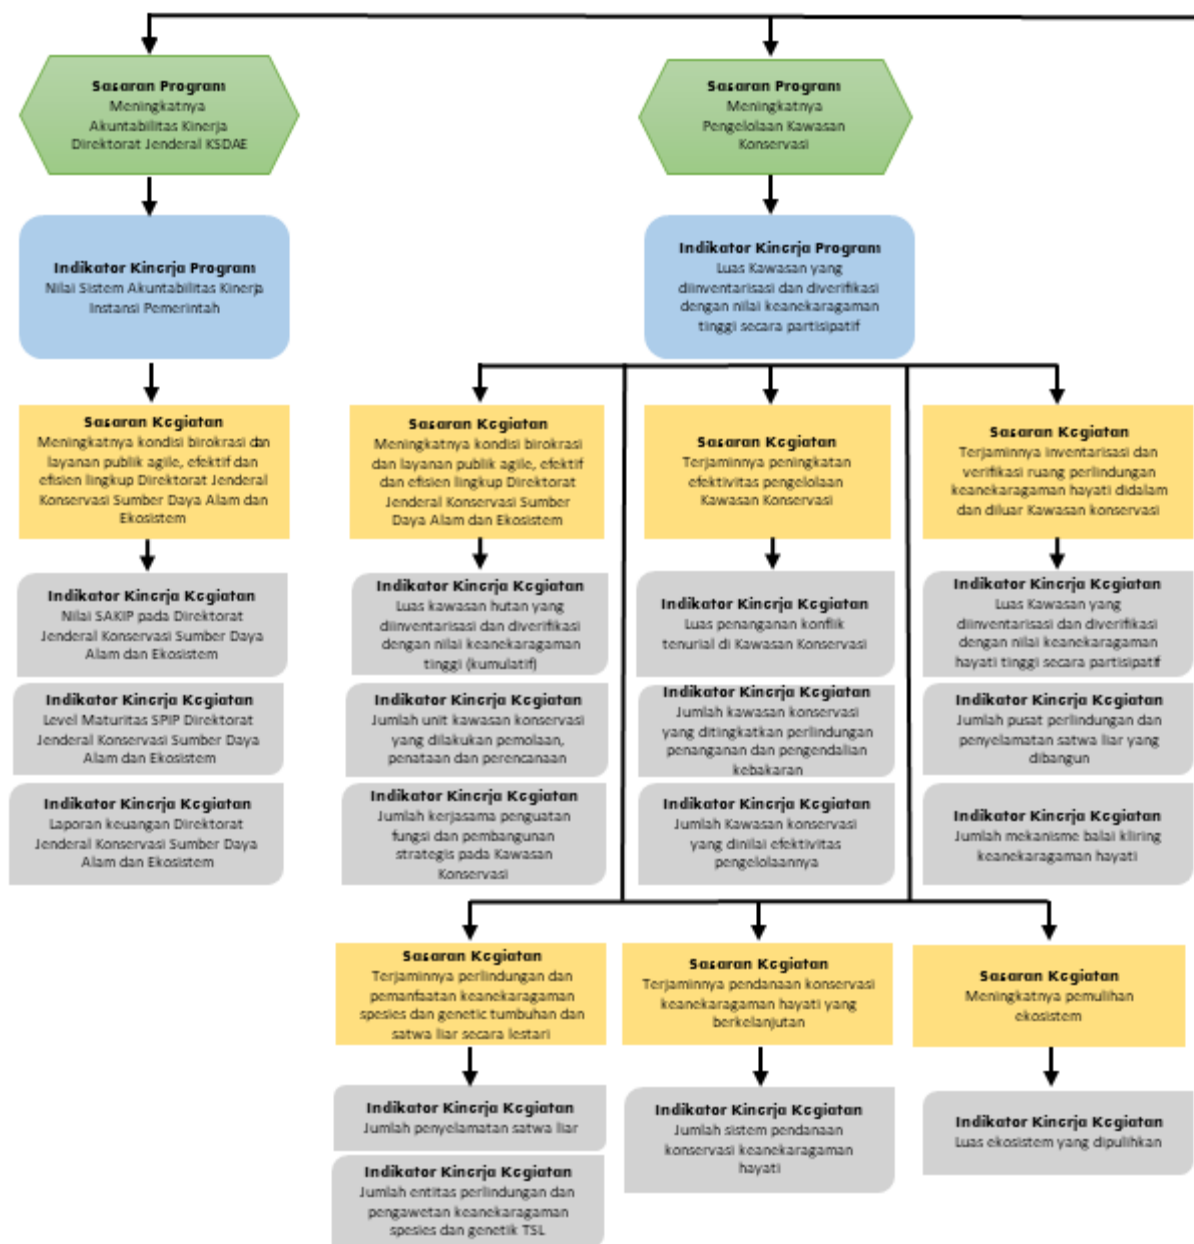 Sasaran Program
Meningkatnya
Akuntabilitas Kinerja
Direktorat Jenderal KSDAE
Sasaran Program
Meningkatnya
Pengelolaan Kawasan
Konservasi
Indikator Kinerja Program
Nilai Sistem Akuntabilitas Kinerja
Instansi Pemerintah
Indikator Kinerja Program
Luas Kawasan yang
diinventarisasi dan diverifikasi
dengan nilai keanekaragaman
tinggi secara partisipatif
Sasaran Kegiatan
Meningkatnya kondisi birokrasi dan
layanan publik agile, efektif dan
efisien lingkup Direktorat Jenderal
Konservasi Sumber Daya Alam dan
Ekosistem
Sasaran Kegiatan
Meningkatnya kondisi birokrasi
dan layanan publik agile, efektif
dan efisien lingkup Direktorat
Jenderal Konservasi Sumber
Daya Alam dan Ekosistem
Sasaran Kegiatan
Terjaminnya peningkatan
efektivitas pengelolaan
Kawasan Konservasi
Sasaran Kegiatan
Terjaminnya inventarisasi dan
verifikasi ruang perlindungan
keanekaragaman hayati didalam
dan diluar Kawasan konservasi
Indikator Kinerja Kegiatan
Nilai SAKIP pada Direktorat
Jenderal Konservasi Sumber Daya
Alam dan Ekosistem
Indikator Kinerja Kegiatan
Luas kawasan hutan yang
diinventarisasi dan diverifikasi
dengan nilai keanekaragaman
tinggi (kumulatif)
Indikator Kinerja Kegiatan
Luas penanganan konflik
tenurial di Kawasan Konservasi
Indikator Kinerja Kegiatan
Luas Kawasan yang
diinventarisasi dan diverifikasi
dengan nilai keanekaragaman
hayati tinggi secara partisipatif
Indikator Kinerja Kegiatan
Level Maturitas SPIP Direktorat
Jenderal Konservasi Sumber Daya
Alam dan Ekosistem
Indikator Kinerja Kegiatan
Jumlah unit kawasan konservasi
yang dilakukan pemolaan,
penataan dan perencanaan
Indikator Kinerja Kegiatan
Jumlah kawasan konservasi
yang ditingkatkan perlindungan
penanganan dan pengendalian
kebakaran
Indikator Kinerja Kegiatan
Jumlah pusat perlindungan dan
penyelamatan satwa liar yang
dibangun
Indikator Kinerja Kegiatan
Laporan keuangan Direktorat
Jenderal Konservasi Sumber Daya
Alam dan Ekosistem
Indikator Kinerja Kegiatan
Jumlah kerjasama penguatan
fungsi dan pembangunan
strategis pada Kawasan
Konservasi
Indikator Kinerja Kegiatan
Jumlah Kawasan konservasi
yang dinilai efektivitas
pengelolaannya
Indikator Kinerja Kegiatan
Jumlah mekanisme balai kliring
keanekaragaman hayati
Sasaran Kegiatan
Terjaminnya perlindungan dan
pemanfaatan keanekaragaman
spesies dan genetic tumbuhan dan
satwa liar secara lestari
Sasaran Kegiatan
Terjaminnya pendanaan konservasi
keanekaragaman hayati yang
berkelanjutan
Sasaran Kegiatan
Meningkatnya pemulihan
ekosistem
Indikator Kinerja Kegiatan
Jumlah penyelamatan satwa liar
Indikator Kinerja Kegiatan
Jumlah sistem pendanaan
konservasi keanekaragaman
hayati
Indikator Kinerja Kegiatan
Luas ekosistem yang dipulihkan
Indikator Kinerja Kegiatan
Jumlah entitas perlindungan dan
pengawetan keanekaragaman
spesies dan genetik TSL